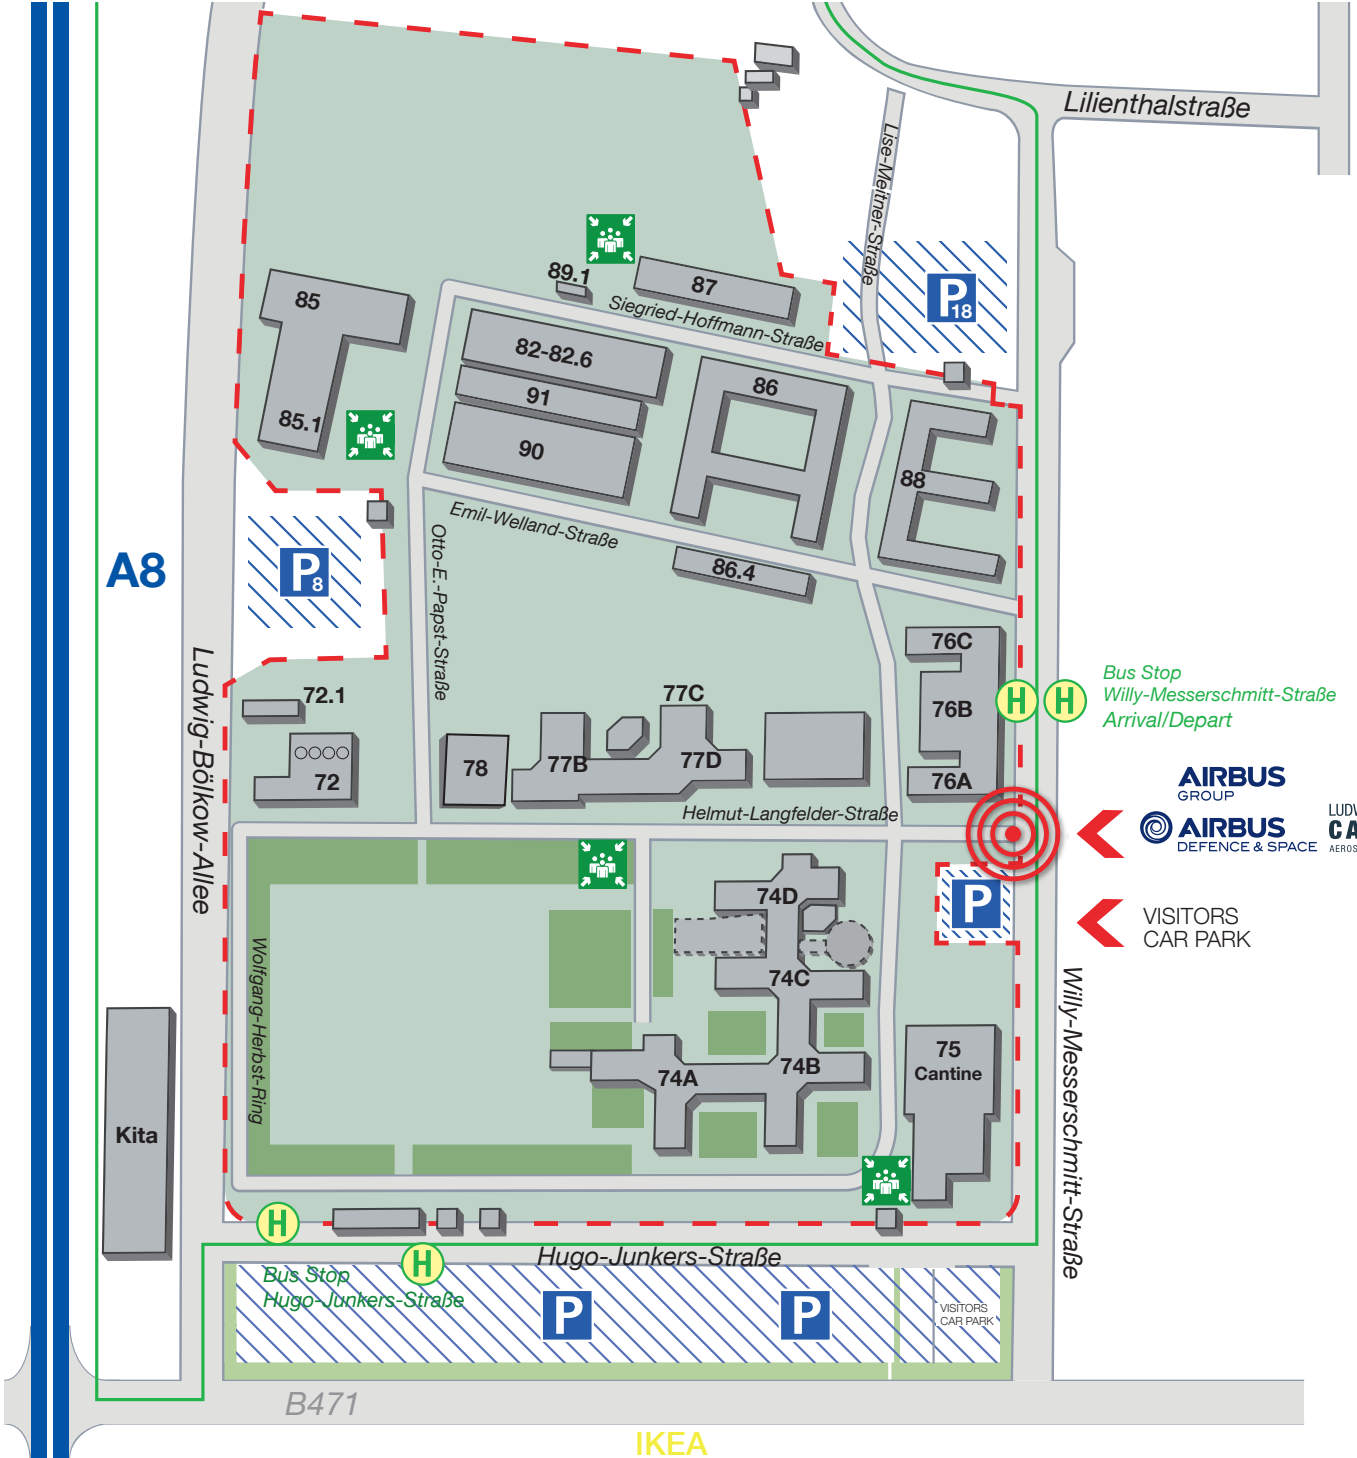 Lilienthalstraße
Lise-Meitner-Straße
89.1
87
85
Siegried-Hoffmann-Straße
P18
82-82.6
86
91
85.1
90
88
Emil-Welland-Straße
Otto-E.-Papst-Straße
86.4
A8
P8
76C
Ludwig-Bölkow-Allee
72.1
77C
76B
H
H
Bus Stop
Willy-Messerschmitt-Straße
Arrival/Depart
78
77B
77D
72
76A
AIRBUS
GROUP
Helmut-Langfelder-Straße
AIRBUS
DEFENCE & SPACE
LUDW
CA
AEROS
74D
P
VISITORS
CAR PARK
Wolfgang-Herbst-Ring
74C
Willy-Messerschmitt-Straße
75
Cantine
74A
74B
Kita
H
H
Hugo-Junkers-Straße
Bus Stop
Hugo-Junkers-Straße
P
P
VISITORS
CAR PARK
B471
IKEA